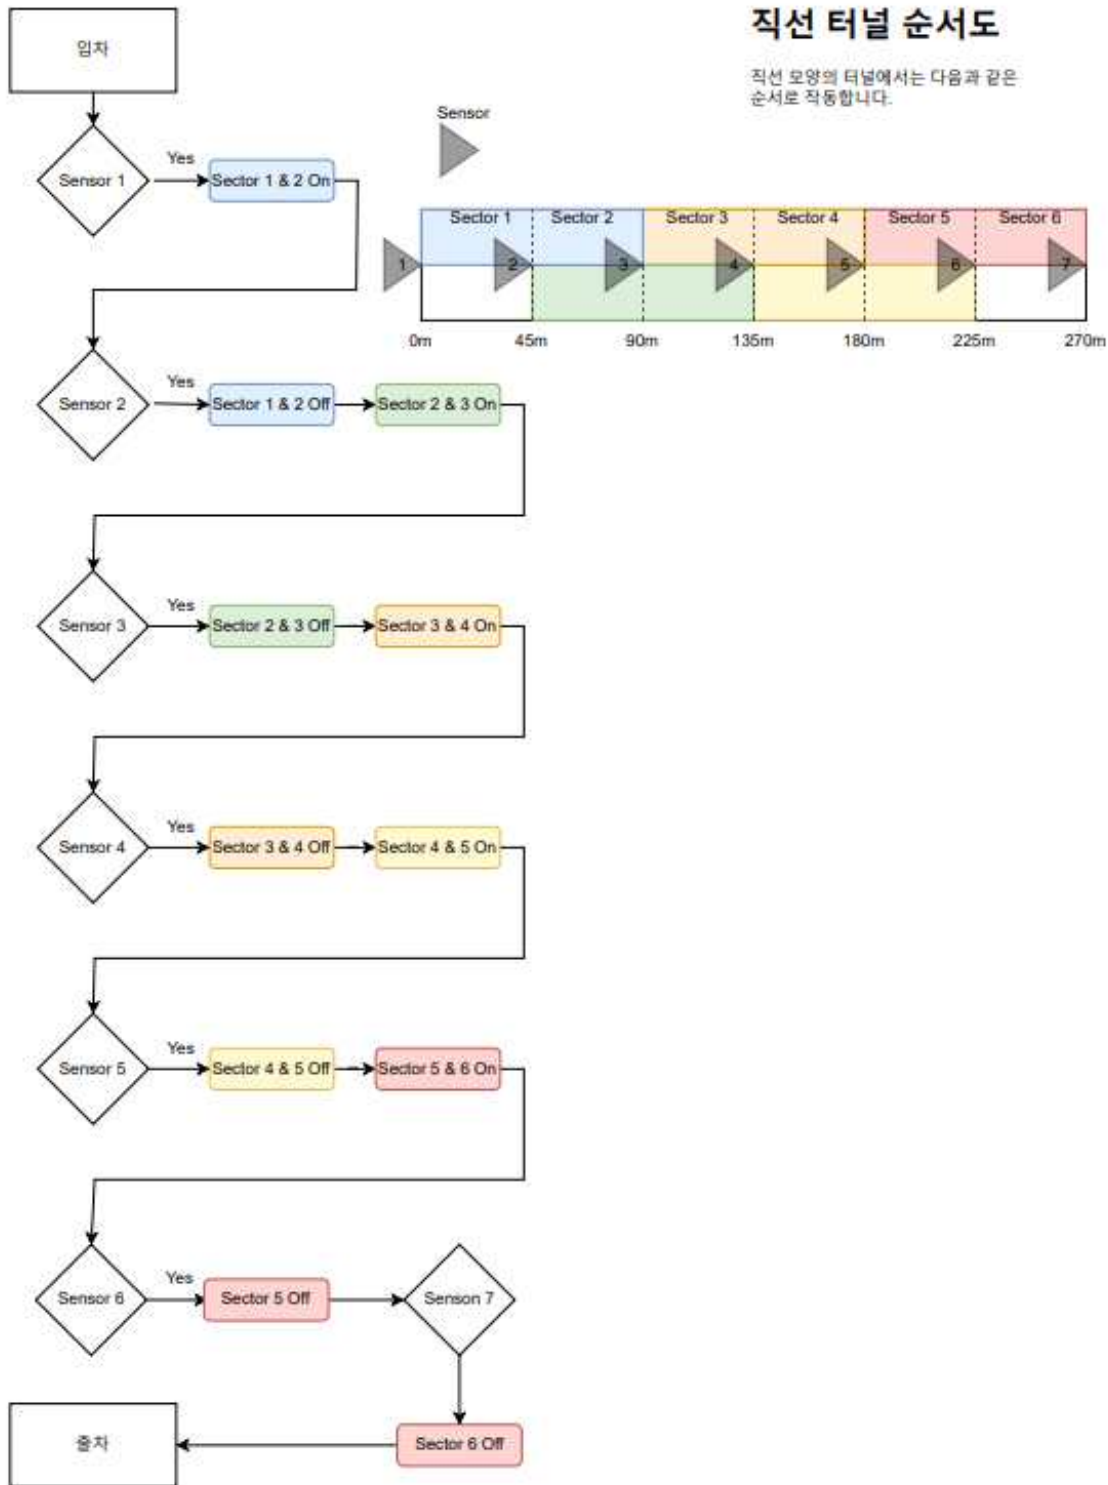 직선 터널 순서도
직선 모양의 터널에서는 다음과 같은
순서로 작동합니다.
입차
Sensor
Sensor 1
Yes
Sector 1 & 2 On
Sector 1
Sector 2
Sector 3
Sector 4
Sector 5
Sector 6
1
2
3
4
5
6
7
0m
45m
90m
135m
180m
225m
270m
Sensor 2
Yes
Sector 1 & 2 Off
Sector 2 & 3 On
Sensor 3
Yes
Sector 2 & 3 Off
Sector 3 & 4 On
Sensor 4
Yes
Sector 3 & 4 Off
Sector 4 & 5 On
Sensor 5
Yes
Sector 4 & 5 Off
Sector 5 & 6 On
Sensor 6
Yes
Sector 5 Off
Senson 7
출차
Sector 6 Off